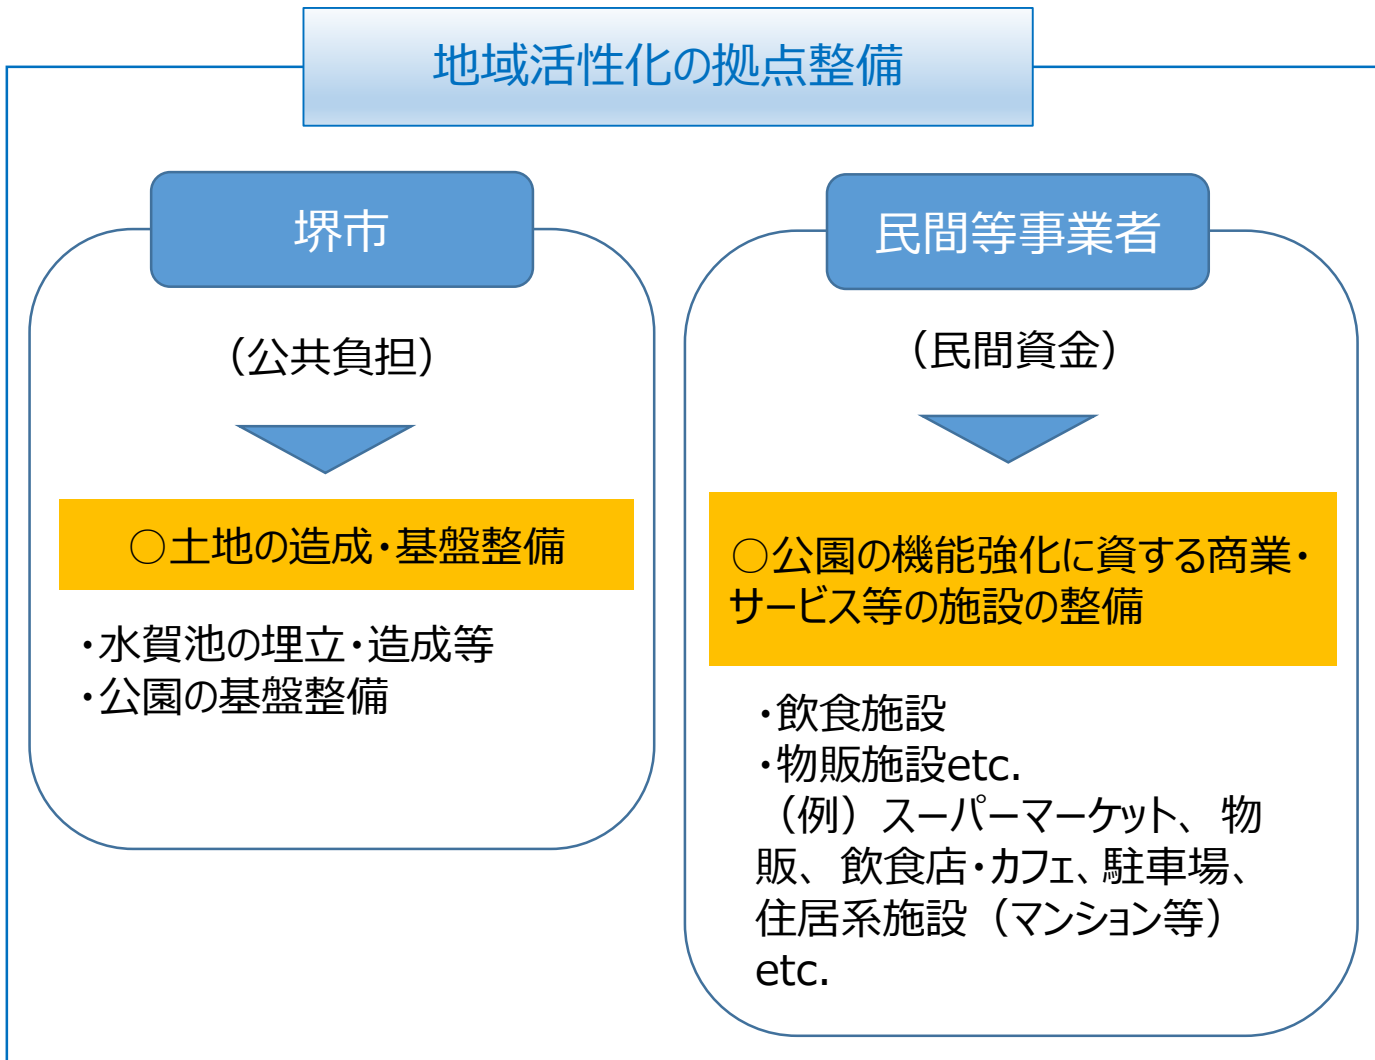 地域活性化の拠点整備
堺市
（公共負担）
○土地の造成・基盤整備
・水賀池の埋立・造成等
・公園の基盤整備
民間等事業者
（民間資金）
○公園の機能強化に資する商業・
サービス等の施設の整備
・飲食施設
・物販施設etc.
（例）スーパーマーケット、物
販、飲食店・カフェ、駐車場、
住居系施設（マンション等）
etc.